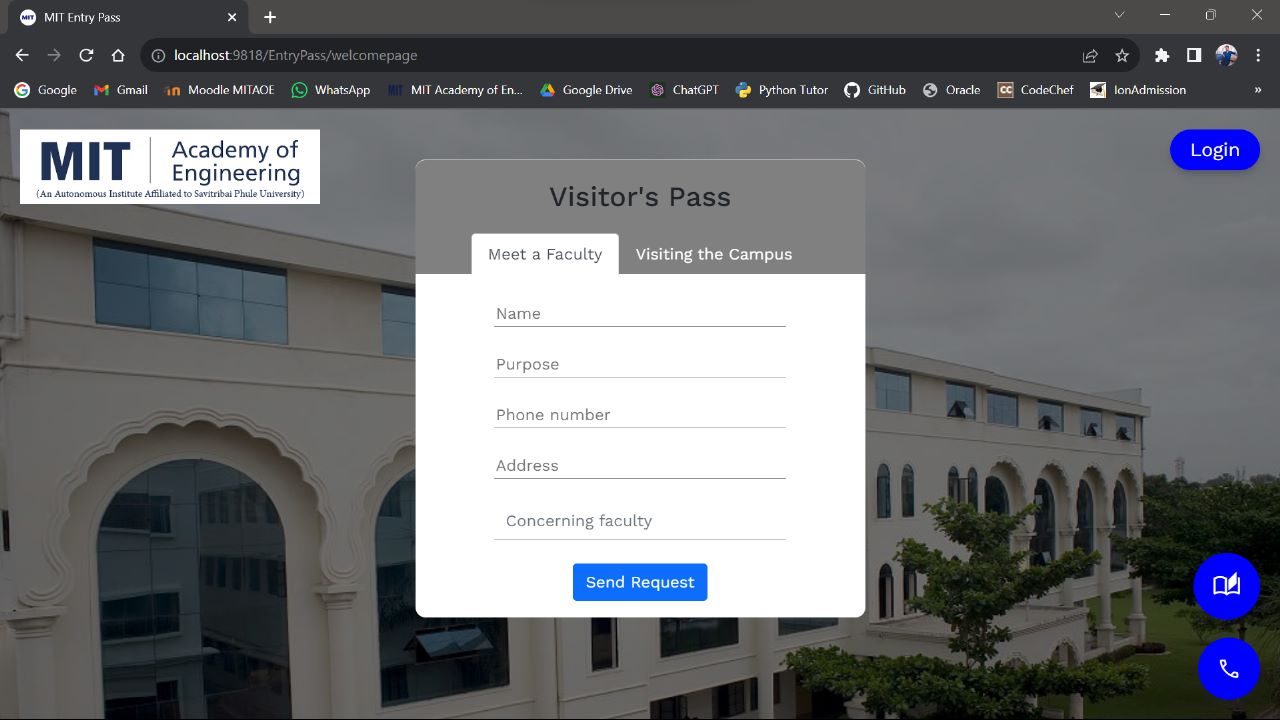 MIT Entry Pass
localhost:9818/EntryPass/welcomepage
Google Gmail Moodle MITAOE WhatsApp MIT MIT Academy of En... Google Drive ChatGPT Python Tutor GitHub Oracle CC CodeChef IonAdmission »
MIT Academy of Engineering
(An Autonomous Institute Affiliated to Savitribai Phule University)
Login
Visitor's Pass
Meet a Faculty Visiting the Campus
Name
Purpose
Phone number
Address
Concerning faculty
Send Request